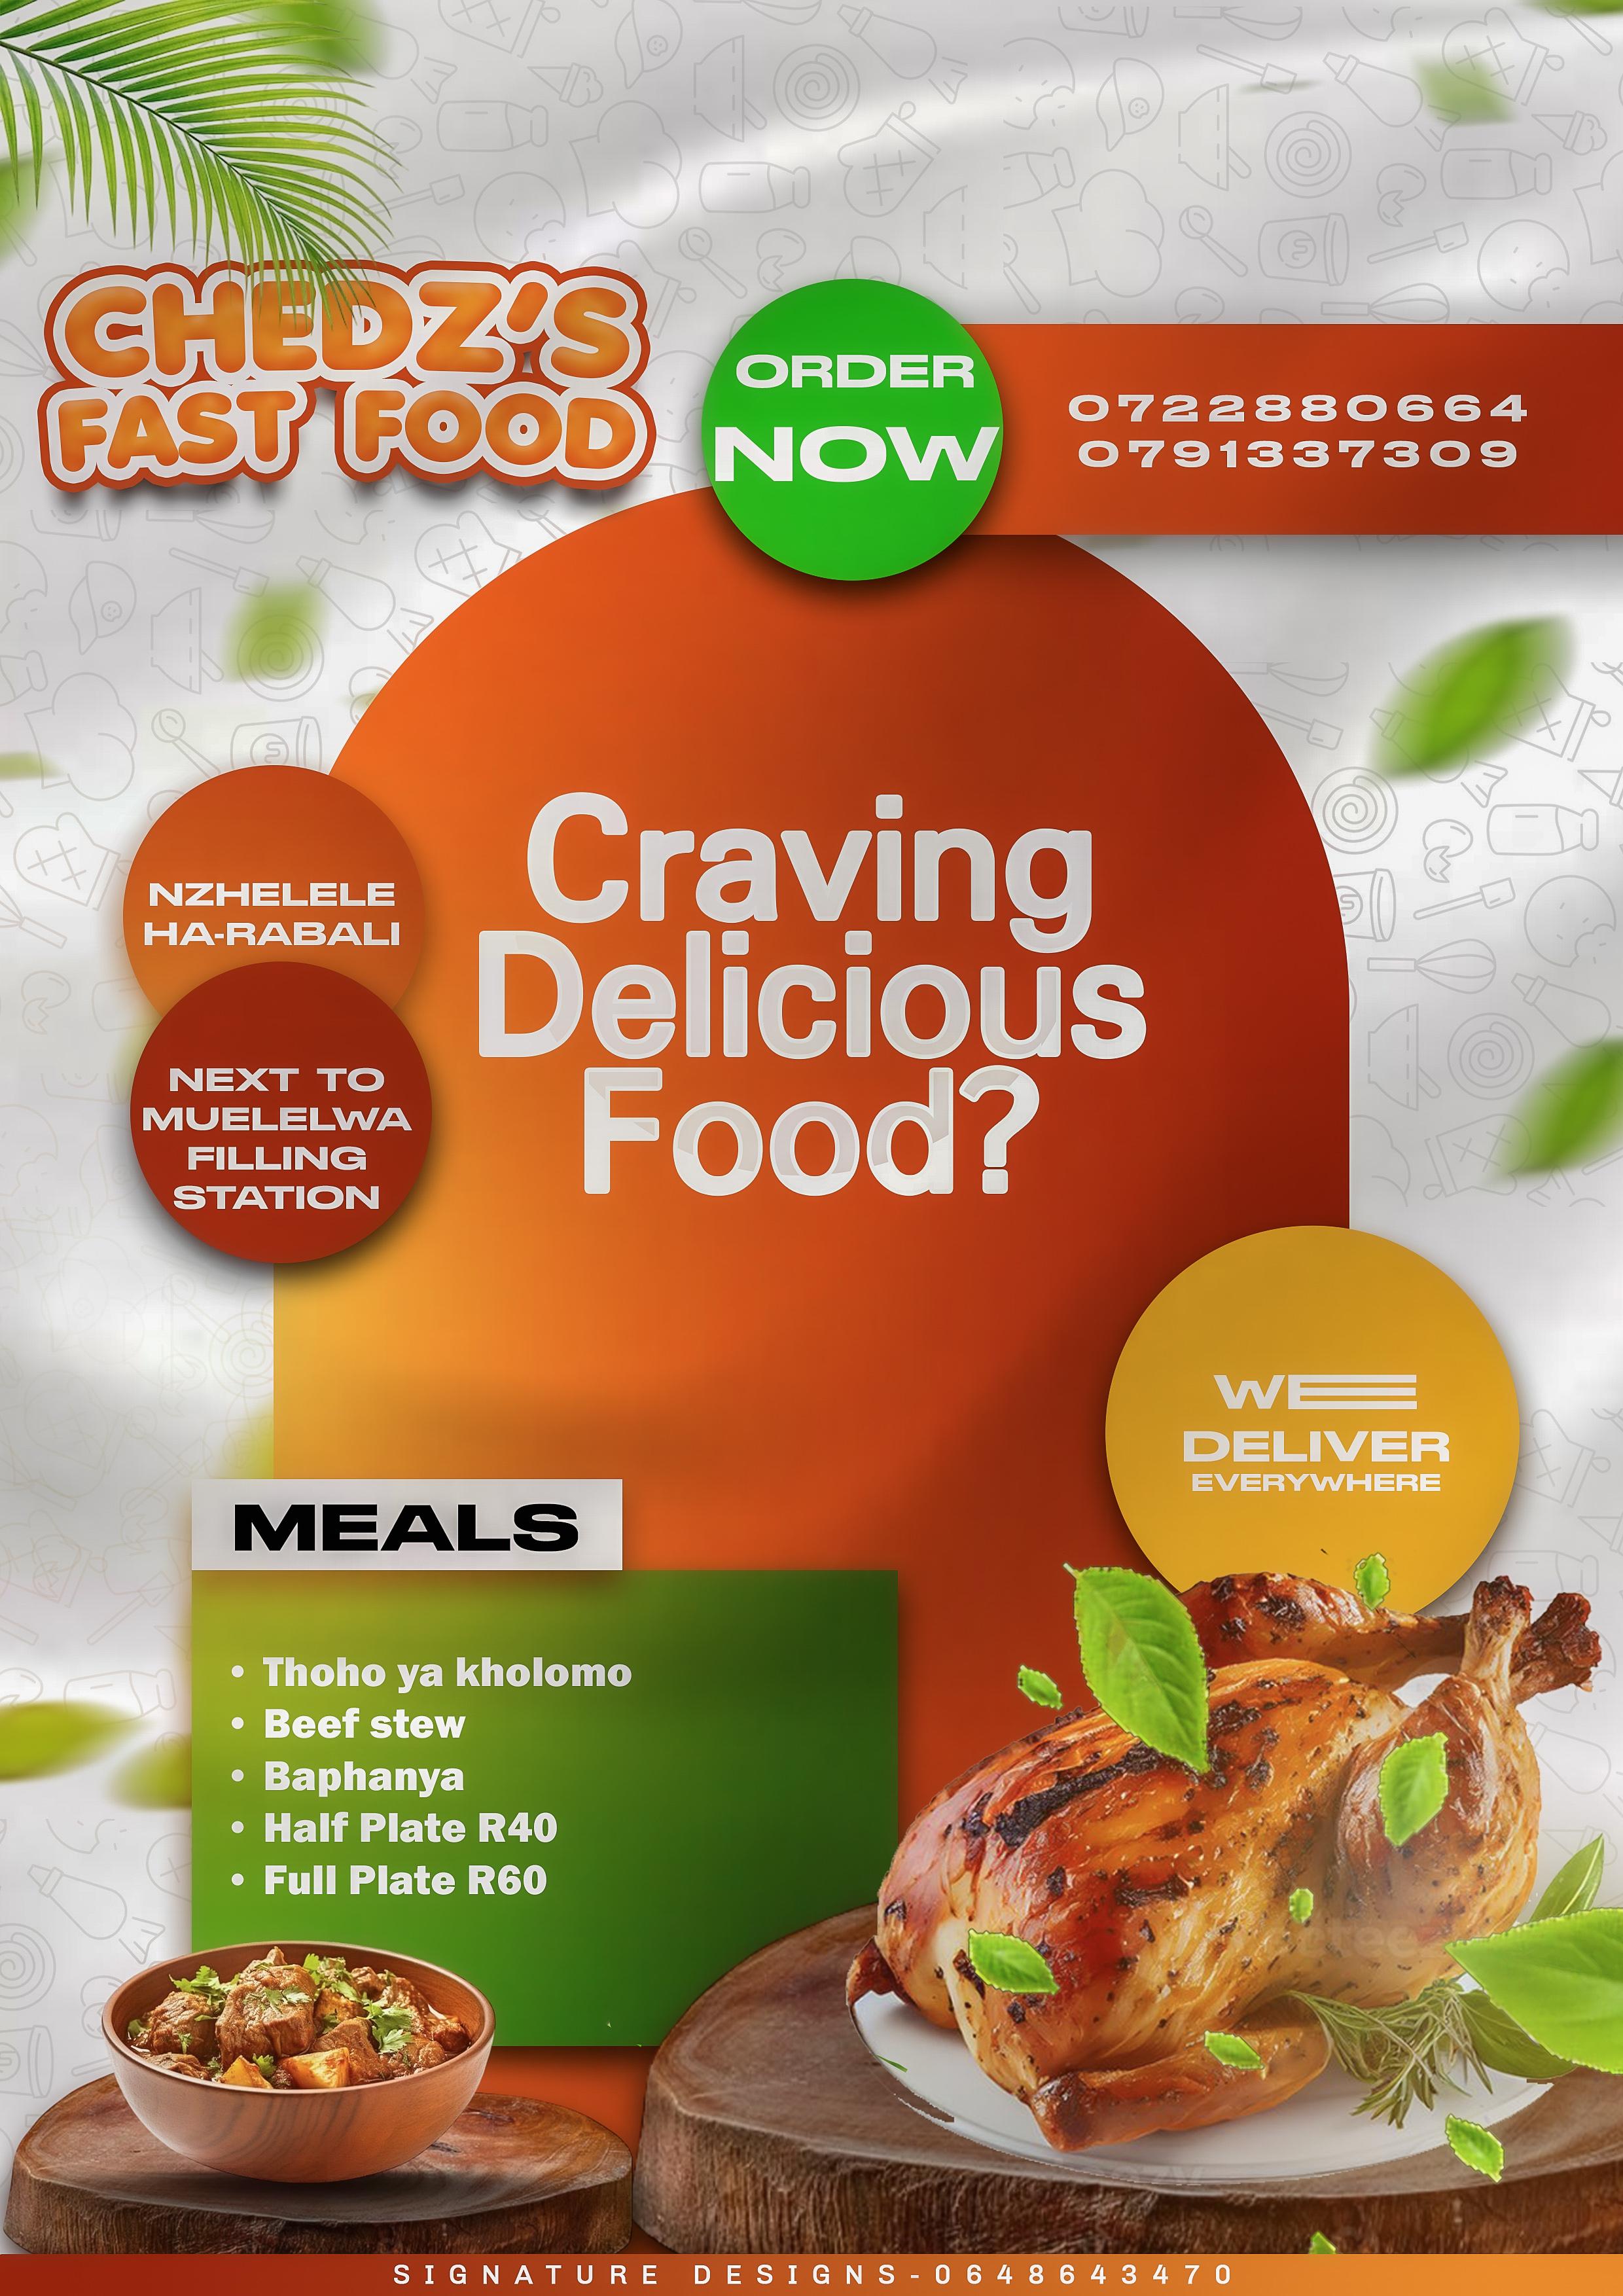 CHEDZ'S
FAST FOOD
ORDER
NOW
0722880664
0791337309
Craving
Delicious
Food?
NZHELELE
HA-RABALI
NEXT TO
MUELELWA
FILLING
STATION
WE
DELIVER
EVERYWHERE
MEALS
• Thoho ya kholomo
• Beef stew
• Baphanya
• Half Plate R40
• Full Plate R60
SIGNATURE DESIGNS-0648643470